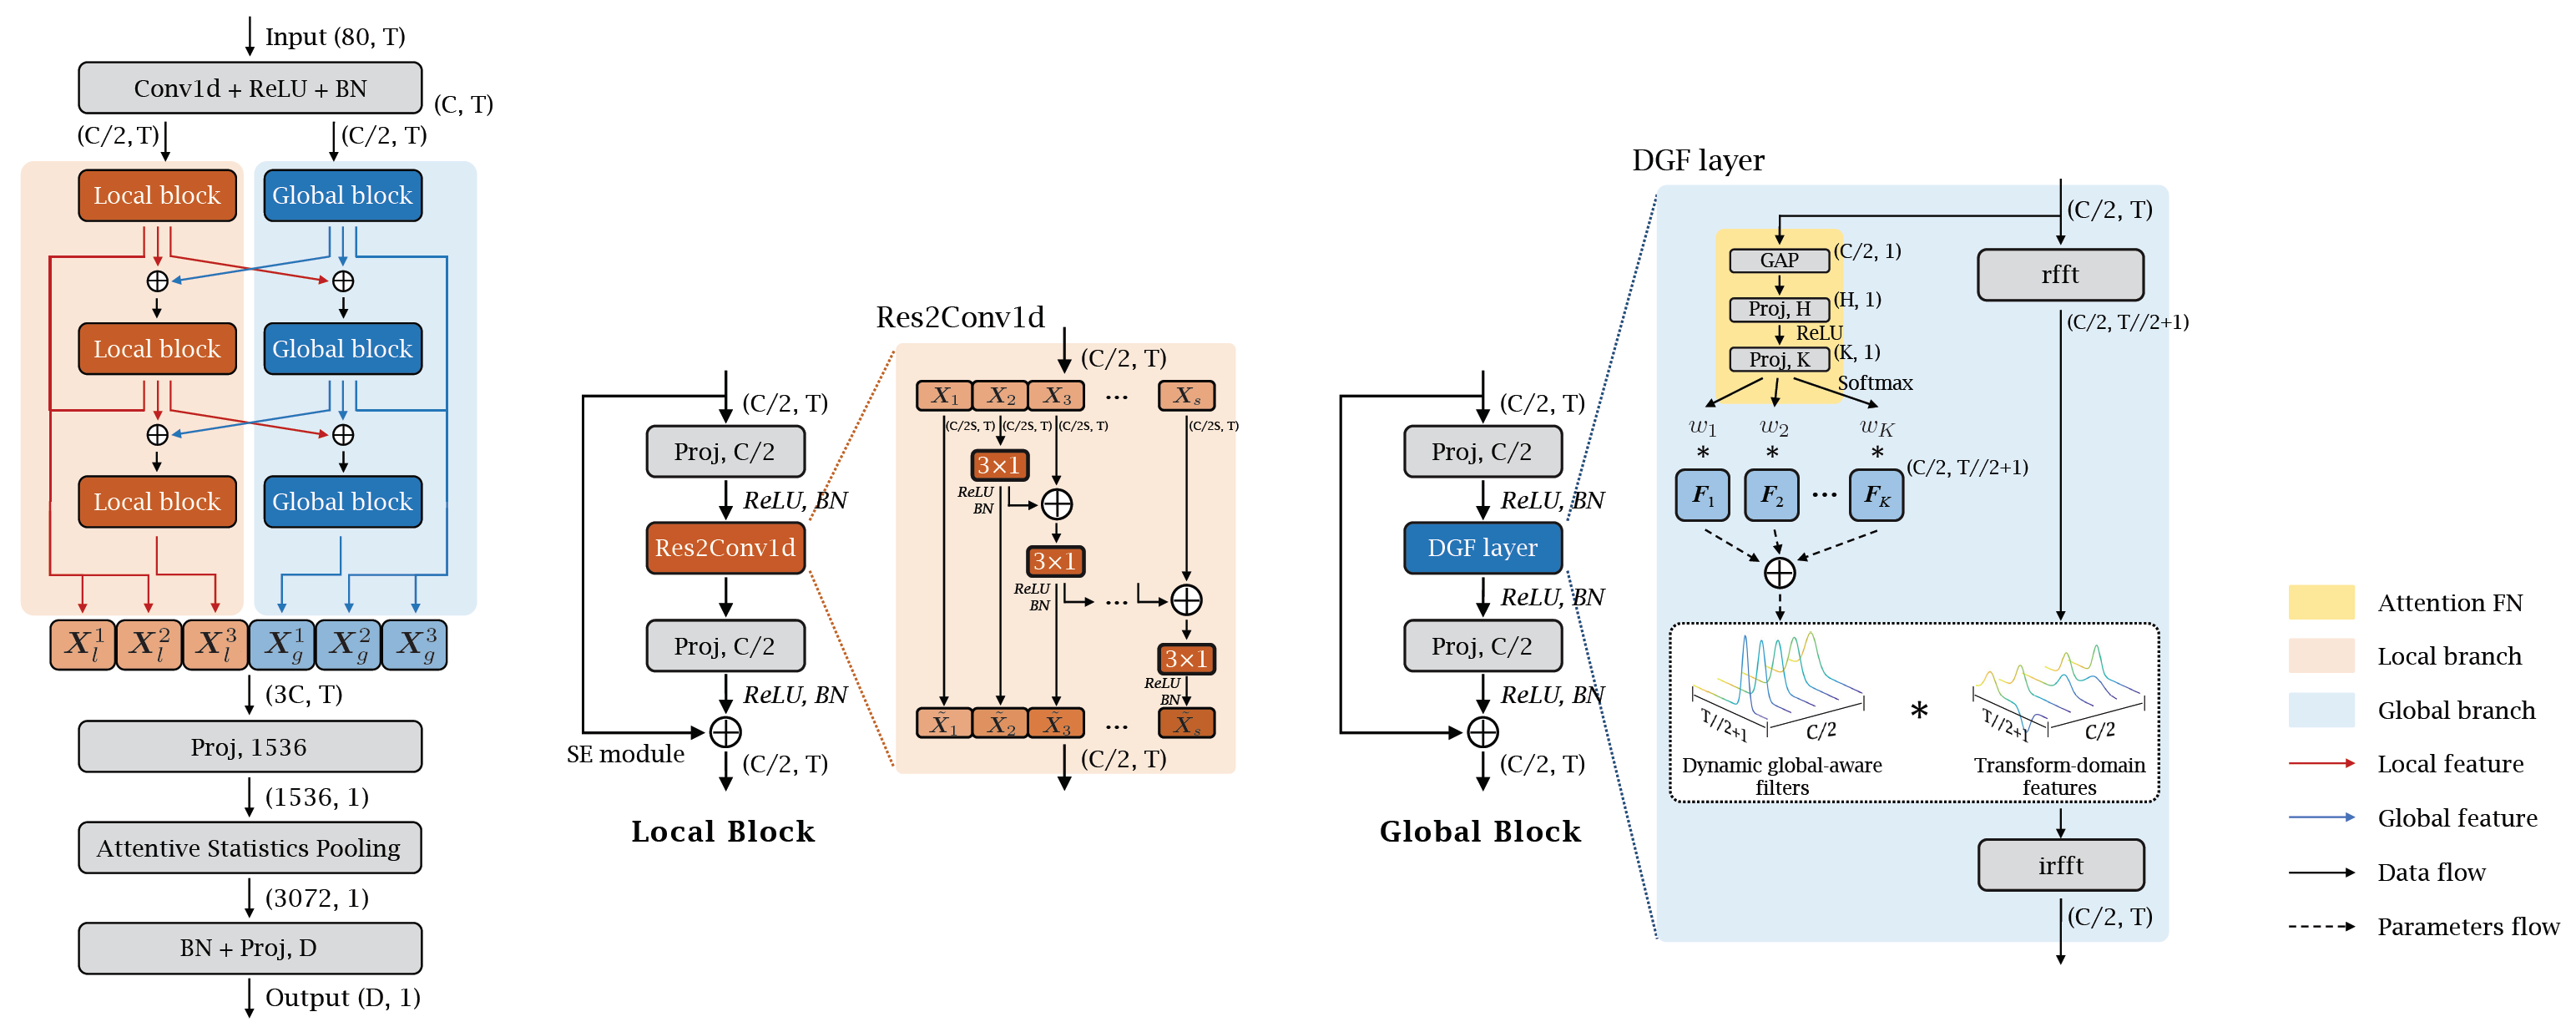 Input (80, T)
Conv1d + ReLU + BN
(C, T)
(C/2, T)
(C/2, T)
Local block
Global block
Local block
Global block
Local block
Global block
X_l^1 X_l^2 X_l^3 X_g^1 X_g^2 X_g^3
(3C, T)
Proj, 1536
(1536, 1)
Attentive Statistics Pooling
(3072, 1)
BN + Proj, D
Output (D, 1)
(C/2, T)
Proj, C/2
ReLU, BN
Res2Conv1d
Proj, C/2
ReLU, BN
SE module
(C/2, T)
Local Block
Res2Conv1d
(C/2, T)
X_1 X_2 X_3 ... X_s
(C/2S, T) (C/2S, T) (C/2S, T) (C/2S, T)
3×1
ReLU
BN
3×1
ReLU
BN
...
3×1
ReLU
BN
X̃_1 X̃_2 X̃_3 ... X̃_s
(C/2, T)
(C/2, T)
Proj, C/2
ReLU, BN
DGF layer
ReLU, BN
Proj, C/2
ReLU, BN
(C/2, T)
Global Block
DGF layer
(C/2, T)
GAP
(C/2, 1)
Proj, H
(H, 1)
ReLU
Proj, K
(K, 1)
Softmax
rfft
(C/2, T//2+1)
w_1 w_2 w_K
* * *
F_1 F_2 ... F_K
(C/2, T//2+1)
T//2+1
C/2
*
T//2+1
C/2
Dynamic global-aware
filters
Transform-domain
features
irfft
(C/2, T)
Attention FN
Local branch
Global branch
Local feature
Global feature
Data flow
Parameters flow